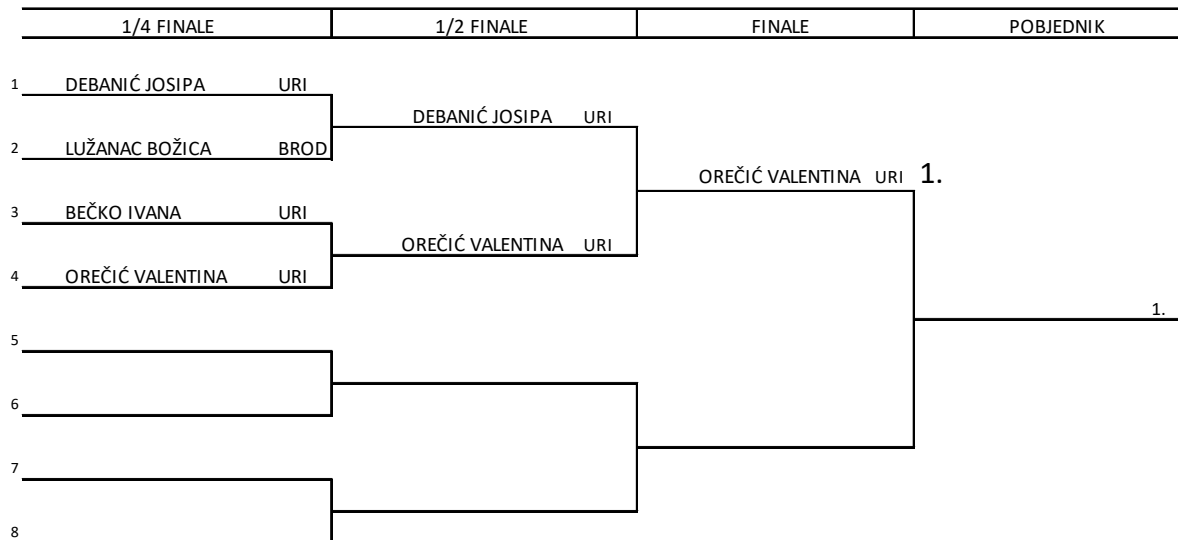 1/4 FINALE 1/2 FINALE FINALE POBJEDNIK
1 DEBANIĆ JOSIPA URI
DEBANIĆ JOSIPA URI
2 LUŽANAC BOŽICA BROD
OREČIĆ VALENTINA URI 1.
3 BEČKO IVANA URI
OREČIĆ VALENTINA URI
4 OREČIĆ VALENTINA URI
1.
5
6
7
8